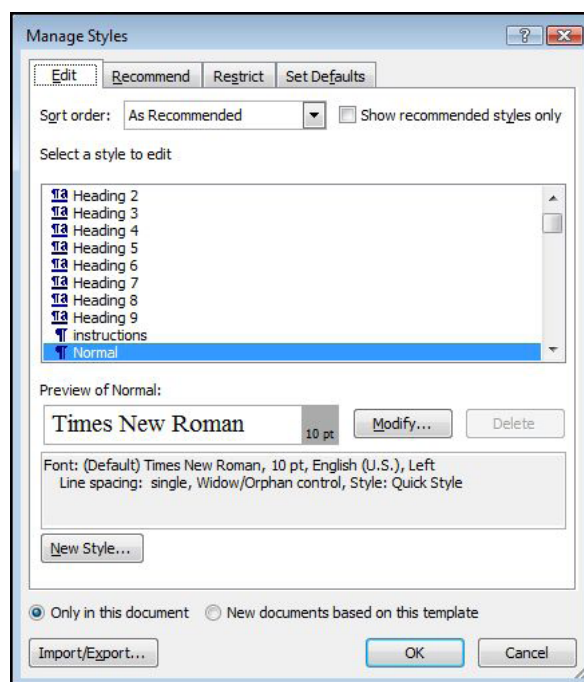 Manage Styles
Edit Recommend Restrict Set Defaults
Sort order: As Recommended Show recommended styles only
Select a style to edit
¶a Heading 2
¶a Heading 3
¶a Heading 4
¶a Heading 5
¶a Heading 6
¶a Heading 7
¶a Heading 8
¶a Heading 9
¶ instructions
¶ Normal
Preview of Normal:
Times New Roman 10 pt Modify... Delete
Font: (Default) Times New Roman, 10 pt, English (U.S.), Left
Line spacing: single, Widow/Orphan control, Style: Quick Style
New Style...
Only in this document New documents based on this template
Import/Export... OK Cancel